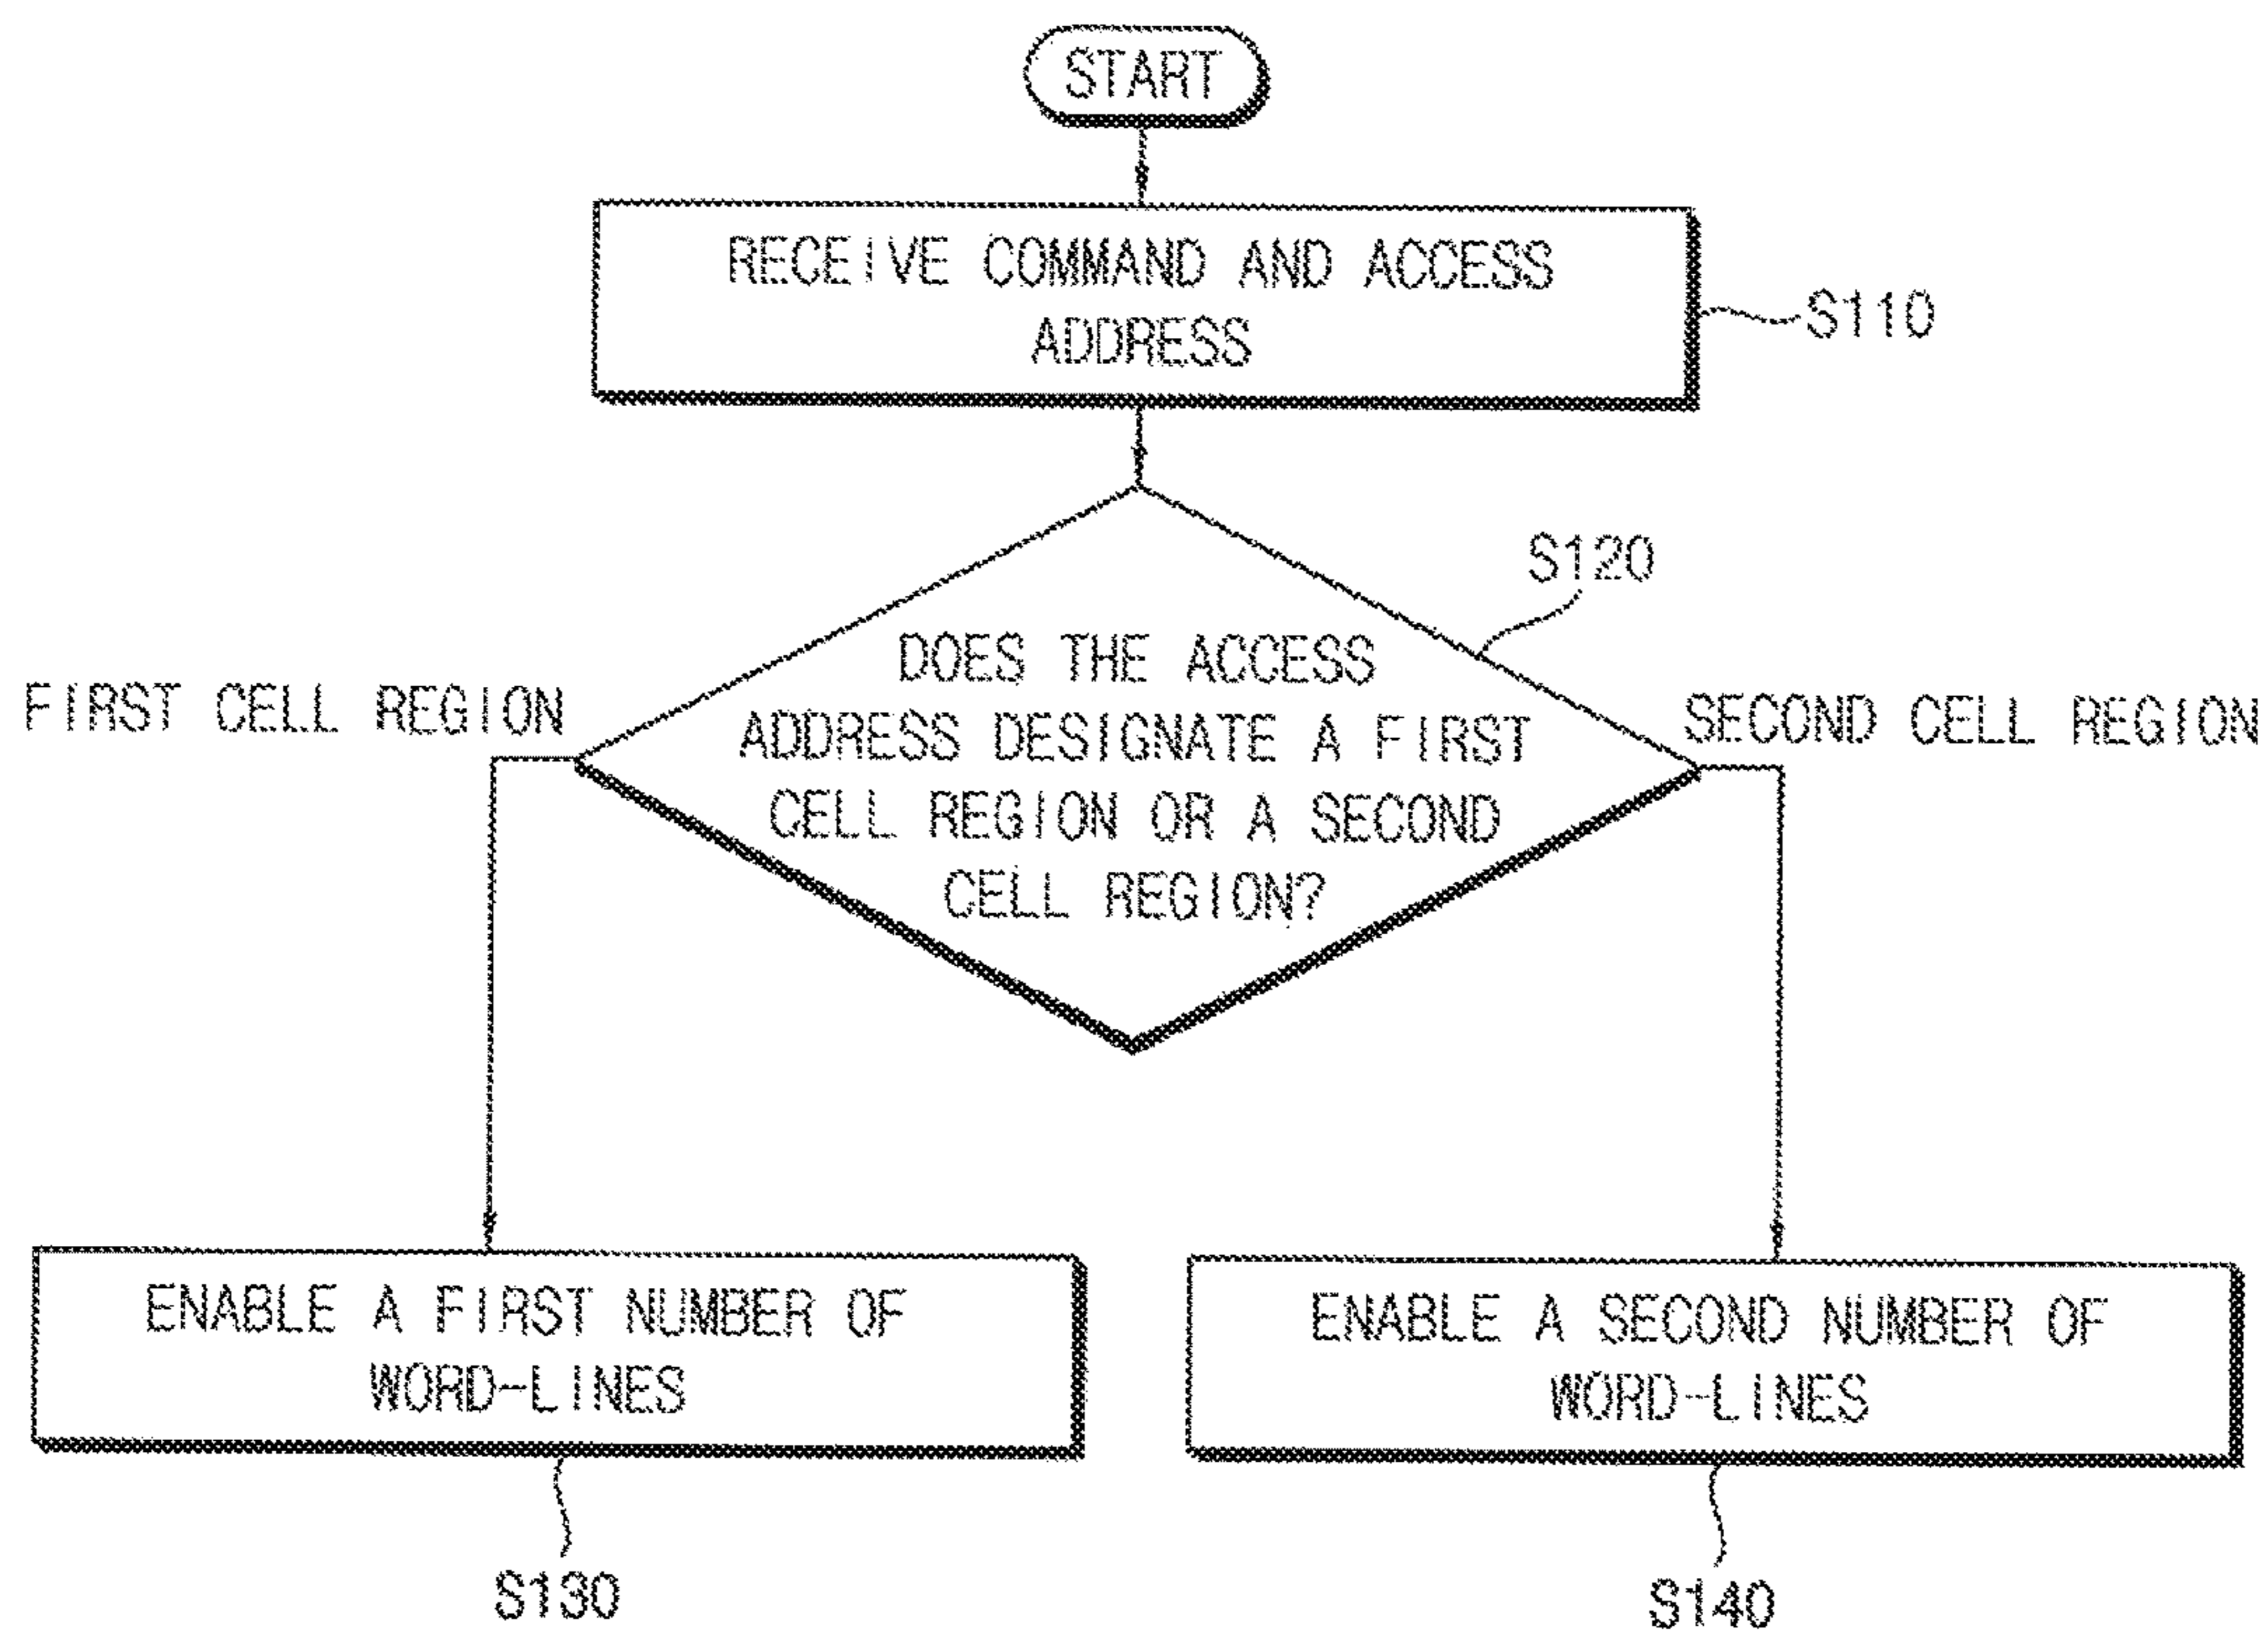 START
RECEIVE COMMAND AND ACCESS
ADDRESS
S110
S120
DOES THE ACCESS
ADDRESS DESIGNATE A FIRST
CELL REGION OR A SECOND
CELL REGION?
FIRST CELL REGION
SECOND CELL REGION
ENABLE A FIRST NUMBER OF
WORD-LINES
S130
ENABLE A SECOND NUMBER OF
WORD-LINES
S140